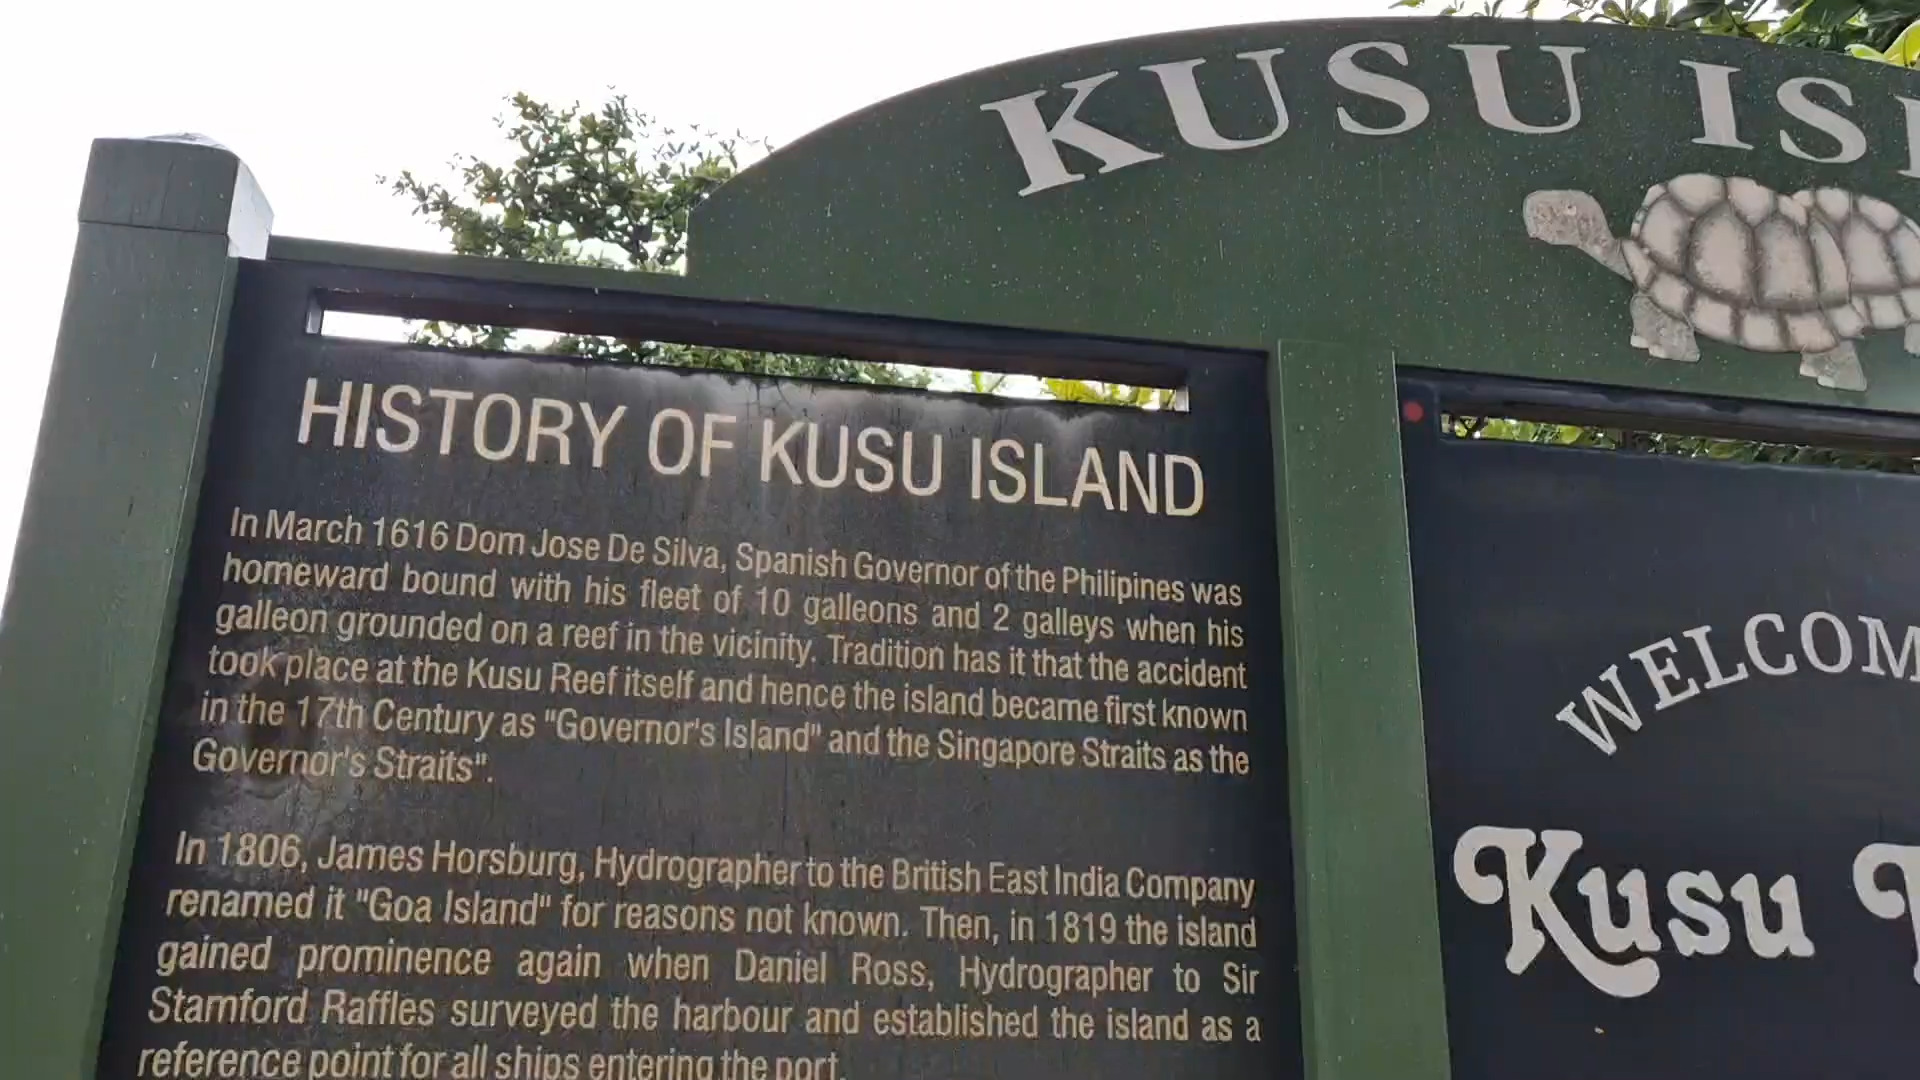 KUSU
HISTORY OF KUSU ISLAND
In March 1616 Dom Jose De Silva, Spanish Governor of the Philipines was
homeward bound with his fleet of 10 galleons and 2 galleys when his
galleon grounded on a reef in the vicinity. Tradition has it that the accident
took place at the Kusu Reef itself and hence the island became first known
in the 17th Century as "Governor's Island" and the Singapore Straits as the
Governor's Straits".
In 1806, James Horsburg, Hydrographer to the British East India Company
renamed it "Goa Island" for reasons not known. Then, in 1819 the island
gained prominence again when Daniel Ross, Hydrographer to Sir
Stamford Raffles surveyed the harbour and established the island as a
reference point for all ships entering the port.
WELCOM
Kusu